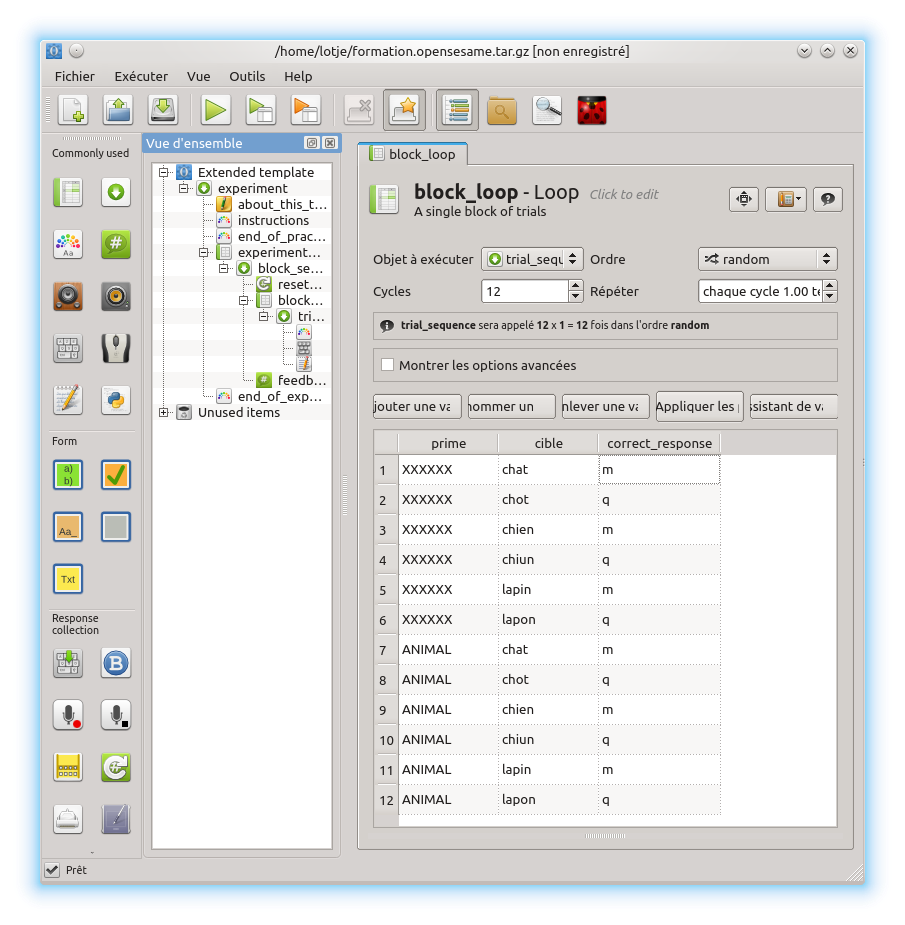 /home/lotje/formation.opensesame.tar.gz [non enregistré]
Fichier Exécuter Vue Outils Help
Commonly used
Aa
#
Form
a)
b)
Aa_
Txt
Response
collection
B
Vue d'ensemble
Extended template
experiment
about_this_t...
instructions
end_of_prac...
experiment...
block_se...
reset...
block...
tri...
feedb...
end_of_exp...
Unused items
block_loop
block_loop - Loop Click to edit
A single block of trials
Objet à exécuter trial_sequ Ordre random
Cycles 12 Répéter chaque cycle 1.00 te
trial_sequence sera appelé 12 x 1 = 12 fois dans l'ordre random
Montrer les options avancées
jouter une va ommer un nlever une va Appliquer les ssistant de va
prime cible correct_response
1 XXXXXX chat m
2 XXXXXX chot q
3 XXXXXX chien m
4 XXXXXX chiun q
5 XXXXXX lapin m
6 XXXXXX lapon q
7 ANIMAL chat m
8 ANIMAL chot q
9 ANIMAL chien m
10 ANIMAL chiun q
11 ANIMAL lapin m
12 ANIMAL lapon q
Prêt